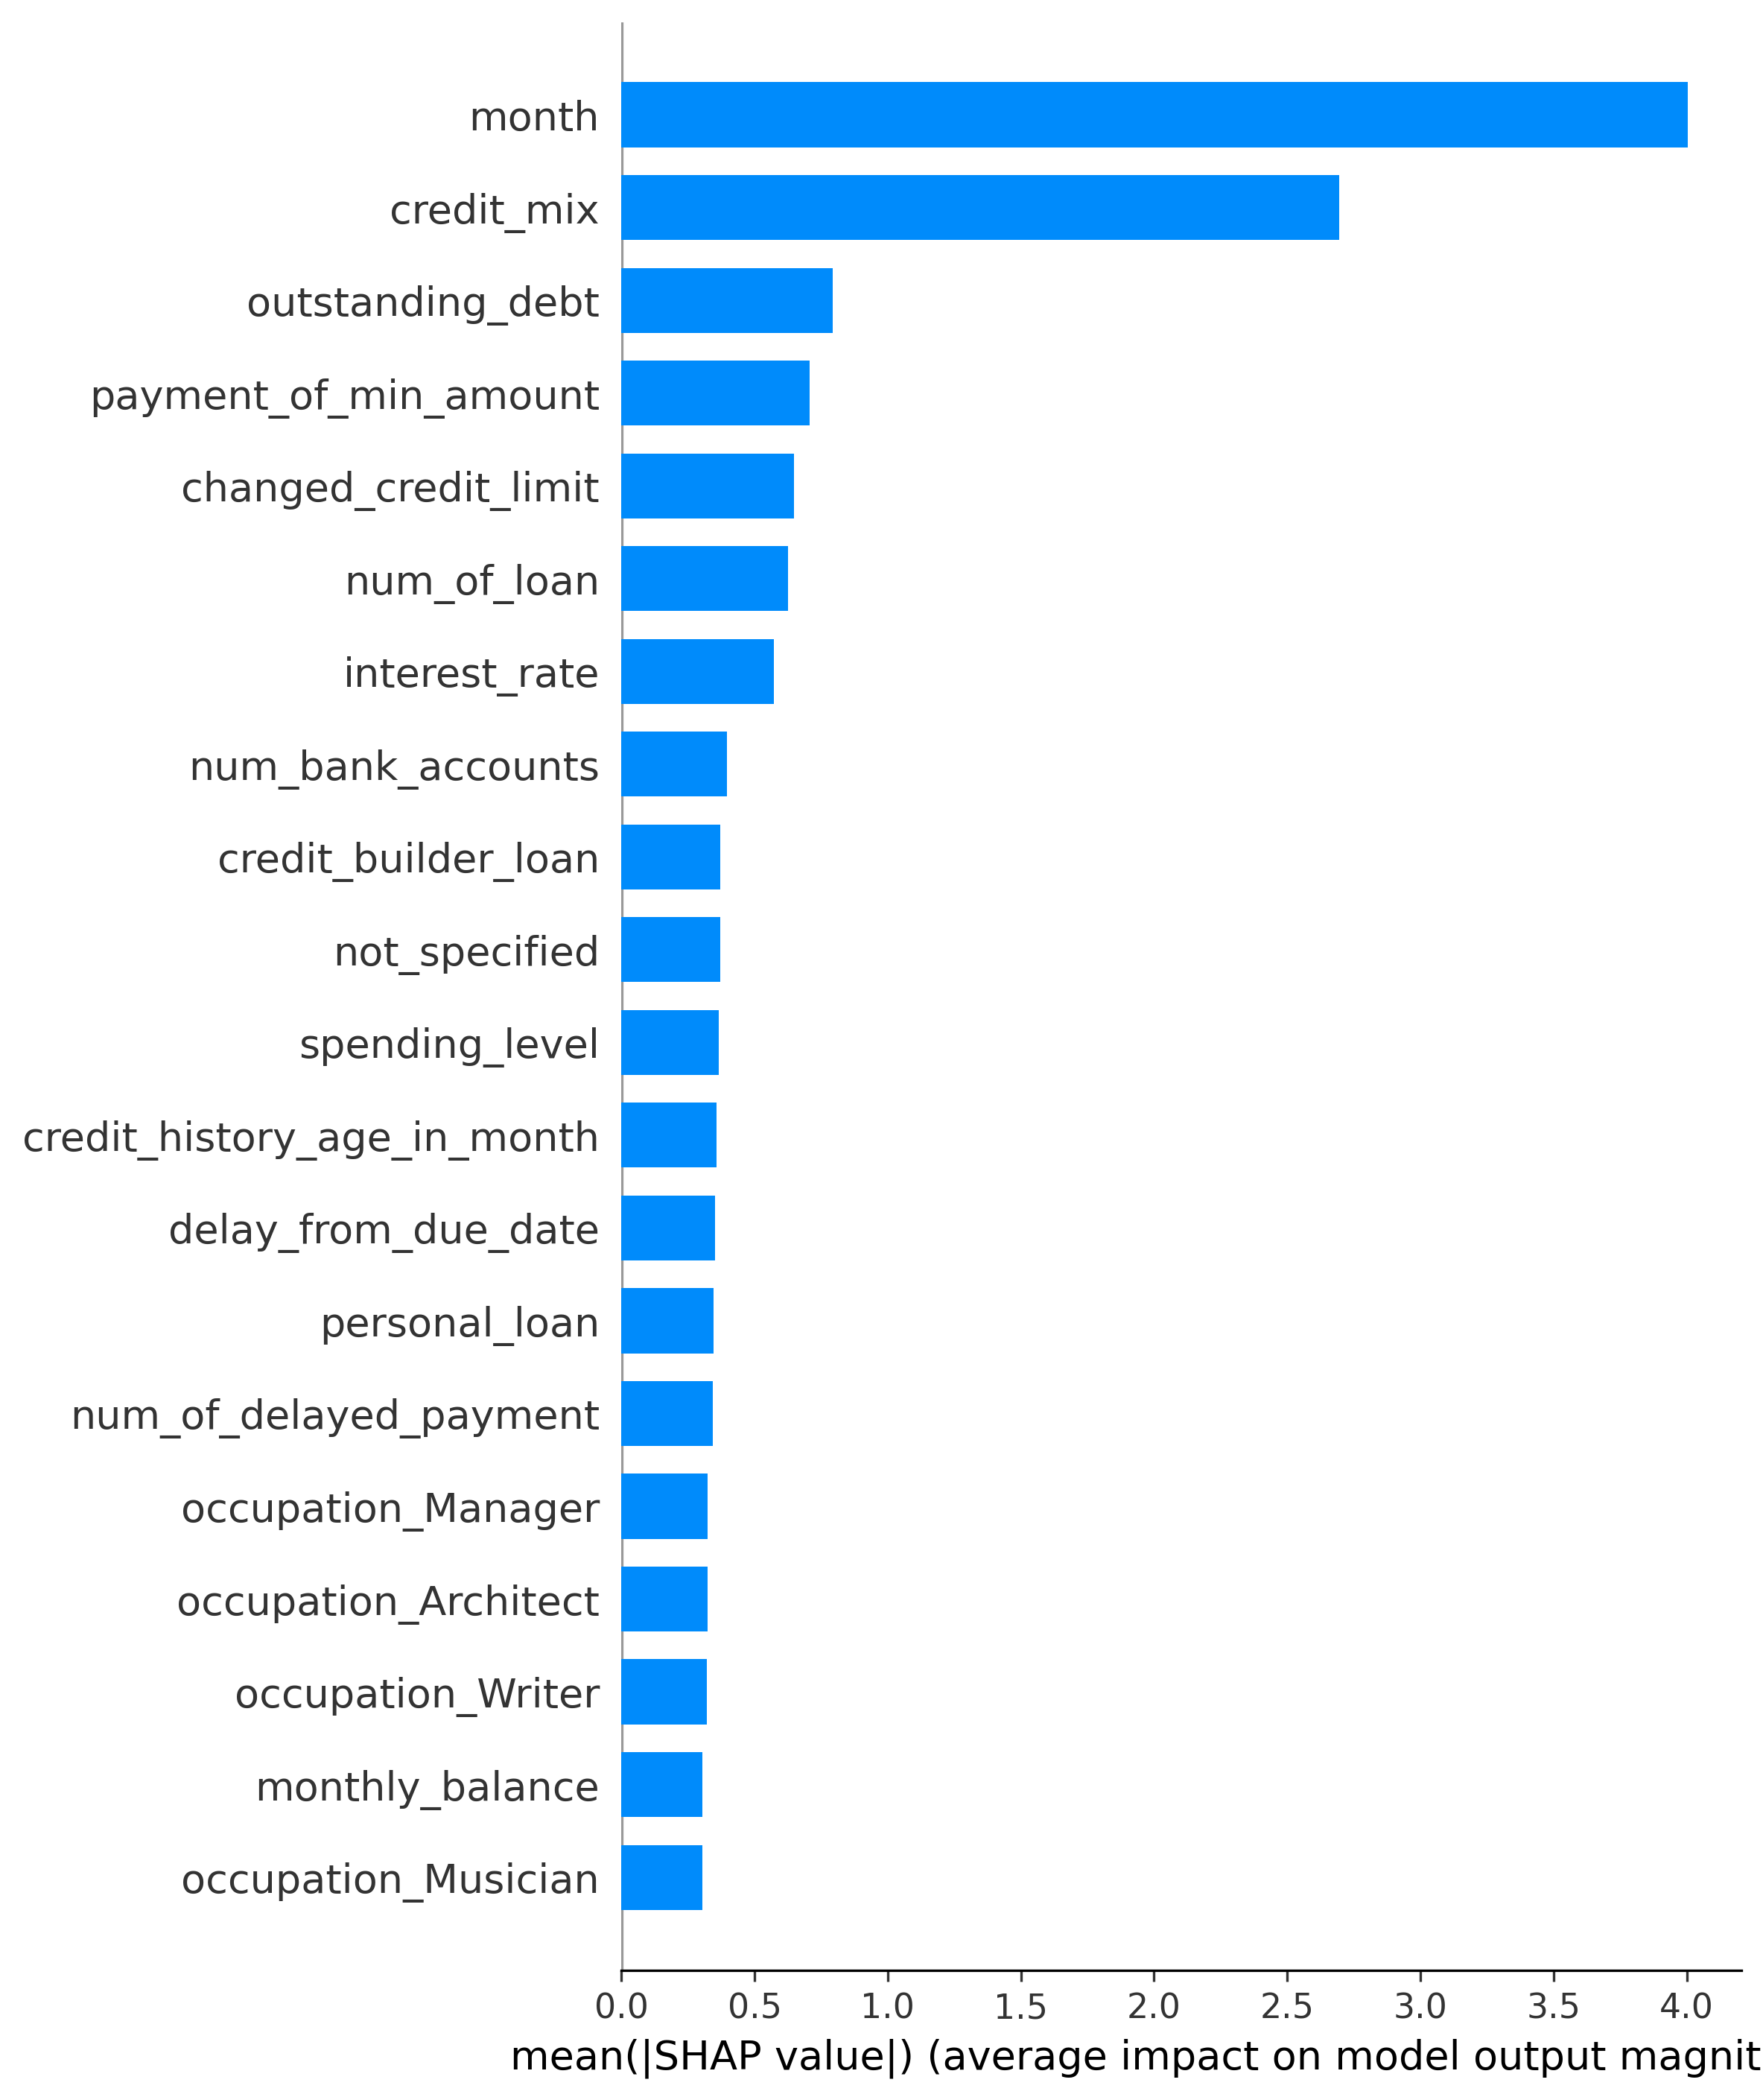 month
credit_mix
outstanding_debt
payment_of_min_amount
changed_credit_limit
num_of_loan
interest_rate
num_bank_accounts
credit_builder_loan
not_specified
spending_level
credit_history_age_in_month
delay_from_due_date
personal_loan
num_of_delayed_payment
occupation_Manager
occupation_Architect
occupation_Writer
monthly_balance
occupation_Musician
0.0 0.5 1.0 1.5 2.0 2.5 3.0 3.5 4.0
mean(|SHAP value|) (average impact on model output magnit